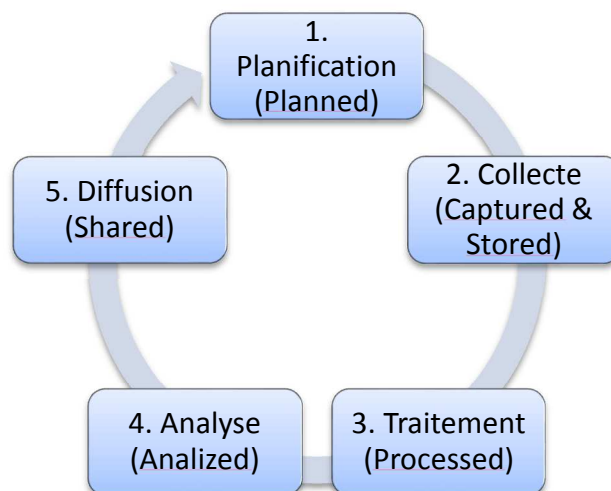 1.
Planification
(Planned)
2. Collecte
(Captured &
Stored)
3. Traitement
(Processed)
4. Analyse
(Analized)
5. Diffusion
(Shared)